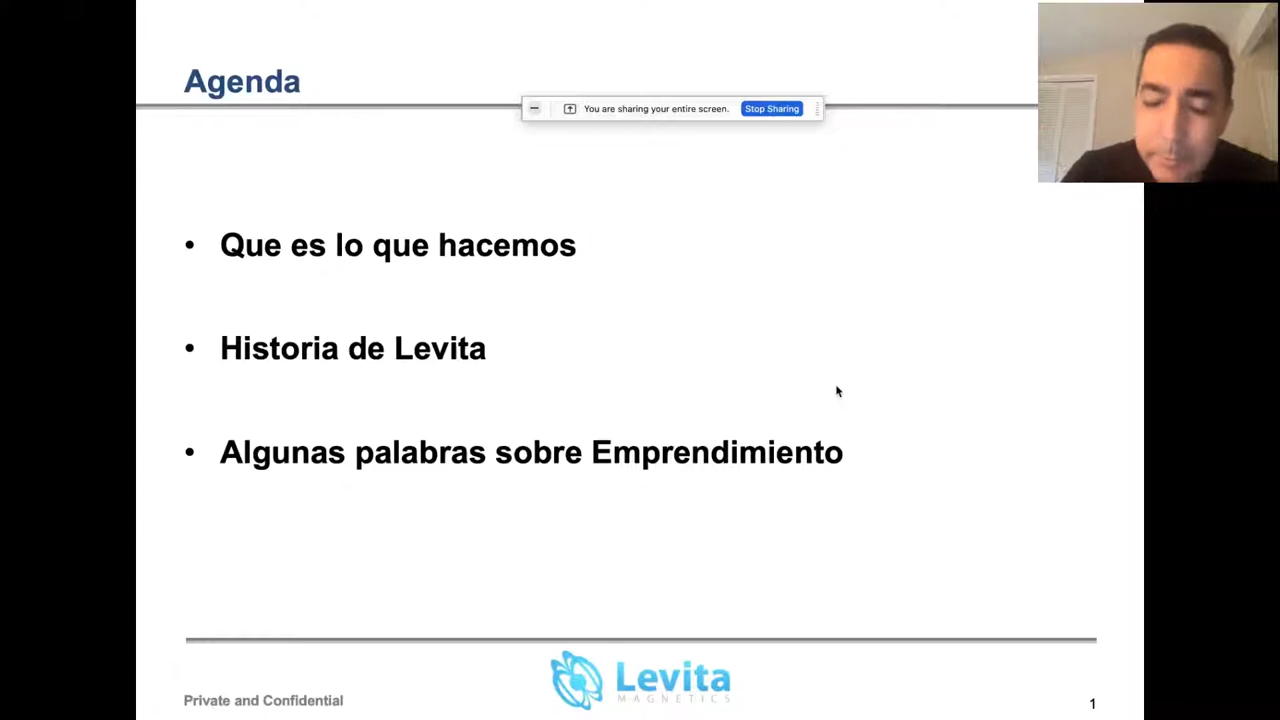 Agenda
You are sharing your entire screen. Stop Sharing
• Que es lo que hacemos
• Historia de Levita
• Algunas palabras sobre Emprendimiento
Levita
MAGNETICS
Private and Confidential
1